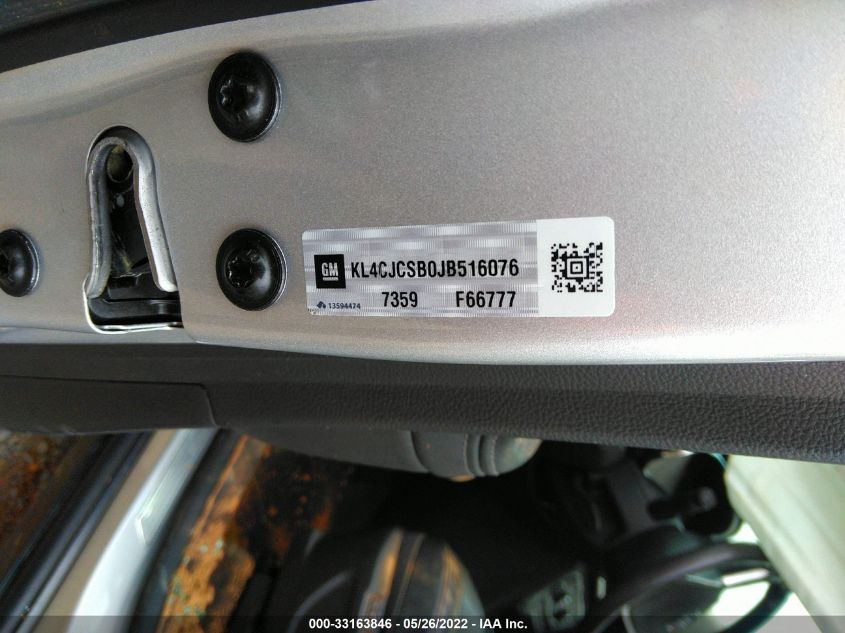 GM KL4CJCSB0JB516076
13594474 7359 F66777
000-33163846 - 05/26/2022 - IAA Inc.